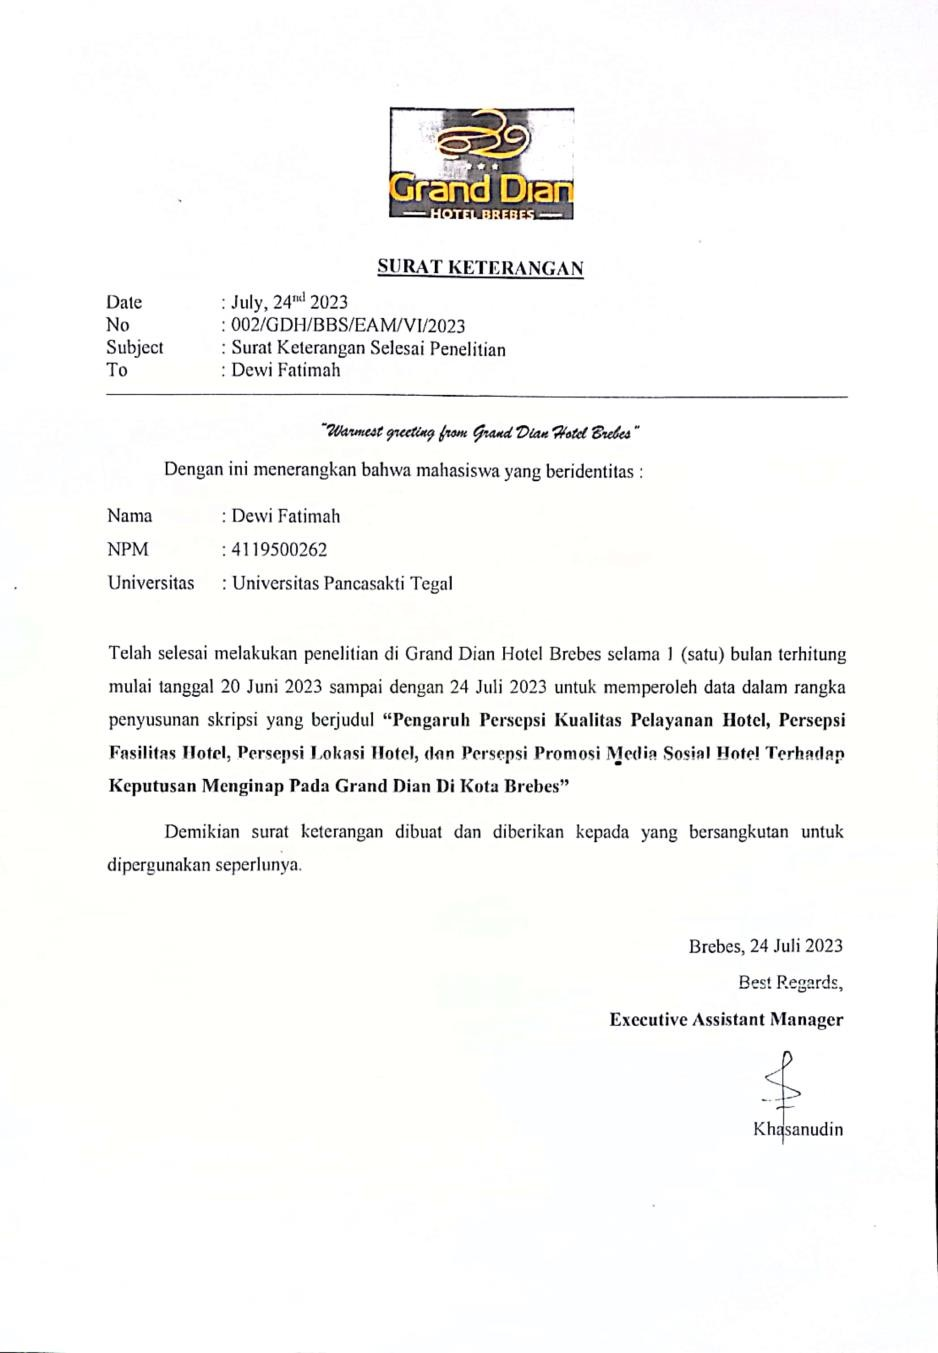 Grand Dian
HOTEL BREBES
SURAT KETERANGAN
Date : July, 24nd 2023
No : 002/GDH/BBS/EAM/VI/2023
Subject : Surat Keterangan Selesai Penelitian
To : Dewi Fatimah
"Warmest greeting from Grand Dian Hotel Brebes"
Dengan ini menerangkan bahwa mahasiswa yang beridentitas :
Nama : Dewi Fatimah
NPM : 4119500262
Universitas : Universitas Pancasakti Tegal
Telah selesai melakukan penelitian di Grand Dian Hotel Brebes selama 1 (satu) bulan terhitung
mulai tanggal 20 Juni 2023 sampai dengan 24 Juli 2023 untuk memperoleh data dalam rangka
penyusunan skripsi yang berjudul “Pengaruh Persepsi Kualitas Pelayanan Hotel, Persepsi
Fasilitas Hotel, Persepsi Lokasi Hotel, dan Persepsi Promosi Media Sosial Hotel Terhadap
Keputusan Menginap Pada Grand Dian Di Kota Brebes”
Demikian surat keterangan dibuat dan diberikan kepada yang bersangkutan untuk
dipergunakan seperlunya.
Brebes, 24 Juli 2023
Best Regards,
Executive Assistant Manager
Khasanudin